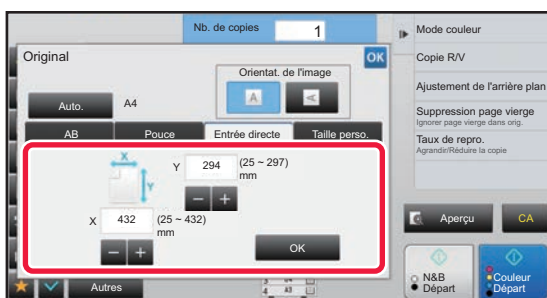 Nb. de copies 1
Original
OK
Orientat. de l'image
A A
Auto. A4
AB Pouce Entrée directe Taille perso.
X
Y
Y 294 (25 ~ 297)
mm
X 432 (25 ~ 432)
mm
OK
Autres
Mode couleur
Copie R/V
Ajustement de l'arrière plan
Suppression page vierge
Ignorer page vierge dans orig.
Taux de repro.
Agrandir/Réduire la copie
Aperçu
CA
N&B
Départ
Couleur
Départ
4 A3